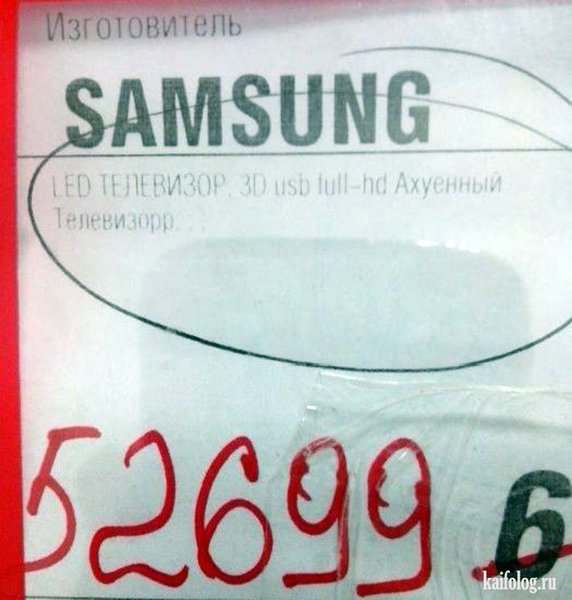 Изготовитель
SAMSUNG
LED ТЕЛЕВИЗОР, 3D usb full-hd Ахуенный
Телевизорр
52699 6
kaifolog.ru